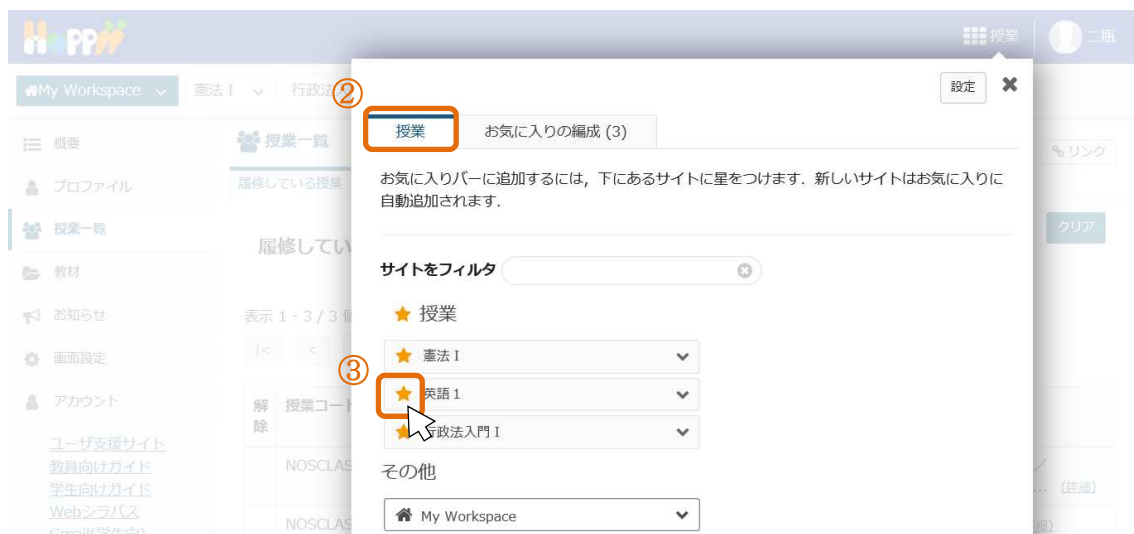 HoPPii
授業
二瓶
My Workspace
憲法 I
行政法
②
設定
授業
お気に入りの編成 (3)
概要
授業一覧
リンク
プロファイル
履修している授業
お気に入りバーに追加するには，下にあるサイトに星をつけます．新しいサイトはお気に入りに
自動追加されます．
授業一覧
クリア
履修してい
教材
サイトをフィルタ
お知らせ
表示 1 - 3 / 3
授業
画面設定
|< <
憲法 I
③
アカウント
解除
授業コード
英語 1
行政法入門 I
ユーザ支援サイト
教員向けガイド
NOSCLAS
その他
学生向けガイド
... (詳細)
Webシラバス
My Workspace
Gmail(学生向)
NOSCLAS
細)